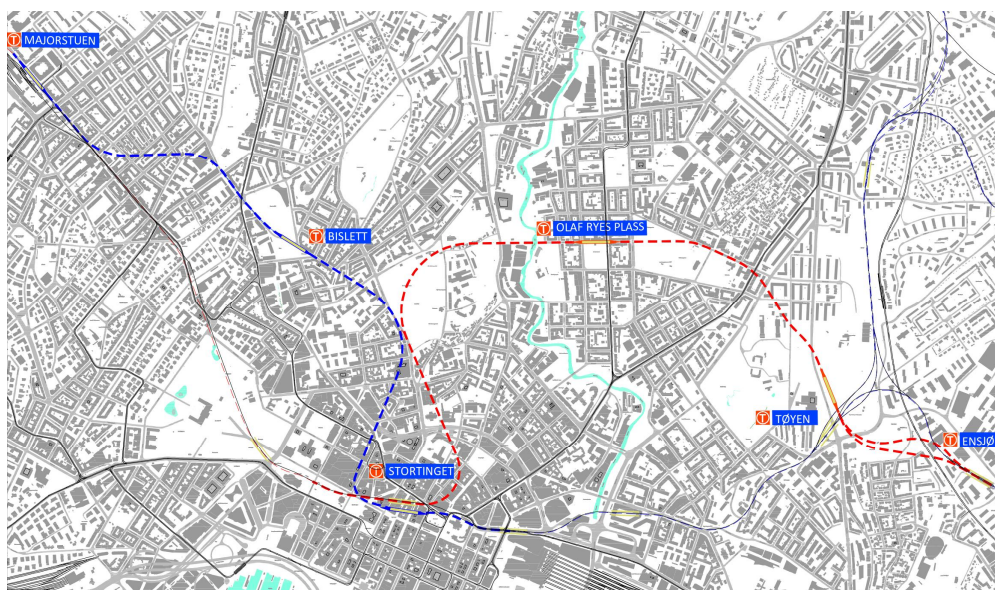 T MAJORSTUEN
T BISLETT
T OLAF RYES PLASS
T TØYEN
T ENSJØ
T STORTINGET